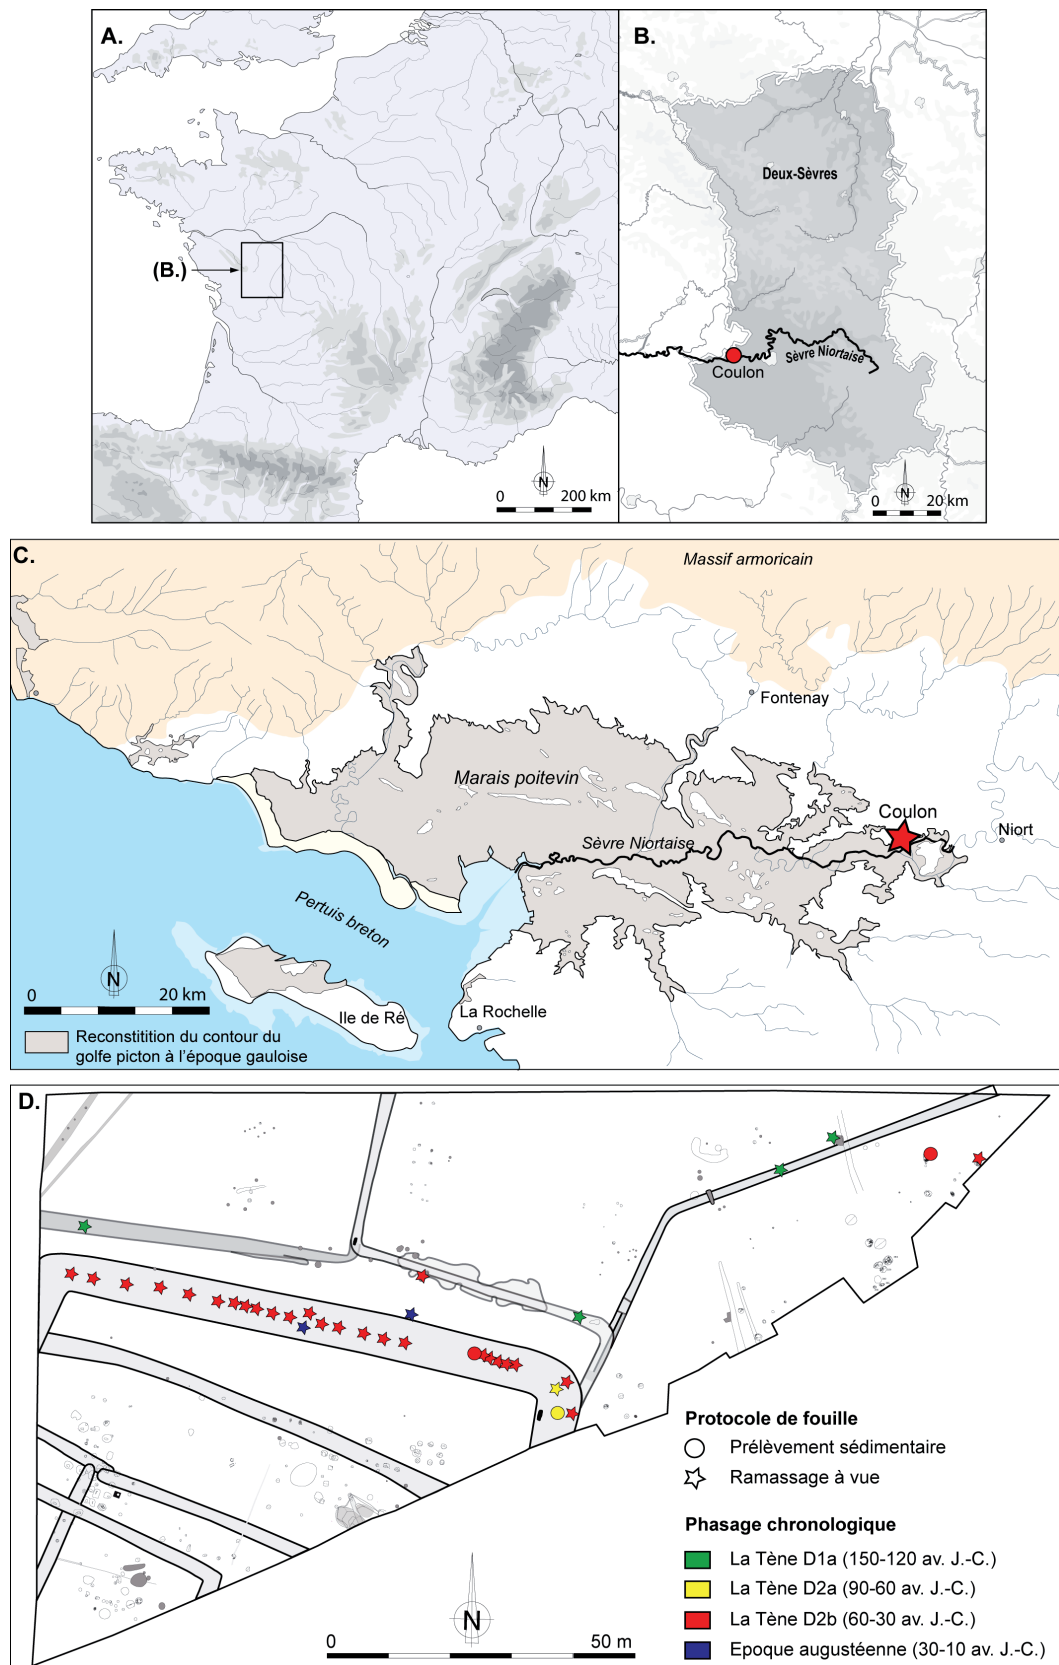 A.
(B.)
N
0 200 km
B.
Deux-Sèvres
Sèvre Niortaise
Coulon
N
0 20 km
C.
Massif armoricain
Fontenay
Marais poitevin
Coulon
Niort
Sèvre Niortaise
Pertuis breton
N
0 20 km
Ile de Ré
La Rochelle
Reconstitition du contour du
golfe picton à l'époque gauloise
D.
Protocole de fouille
Prélèvement sédimentaire
Ramassage à vue
Phasage chronologique
La Tène D1a (150-120 av. J.-C.)
La Tène D2a (90-60 av. J.-C.)
La Tène D2b (60-30 av. J.-C.)
Epoque augustéenne (30-10 av. J.-C.)
N
0 50 m